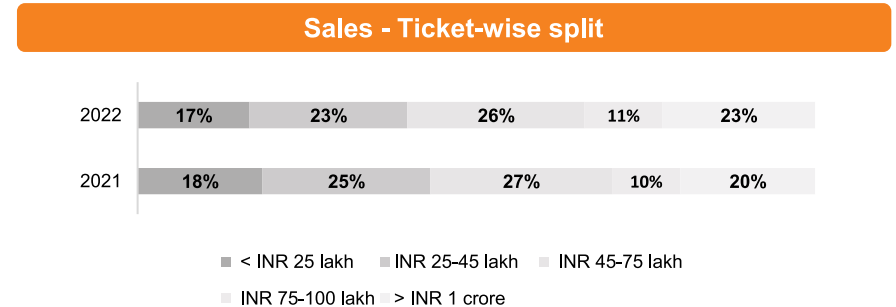 Sales - Ticket-wise split
2022 17% 23% 26% 11% 23%
2021 18% 25% 27% 10% 20%
< INR 25 lakh INR 25-45 lakh INR 45-75 lakh
INR 75-100 lakh > INR 1 crore